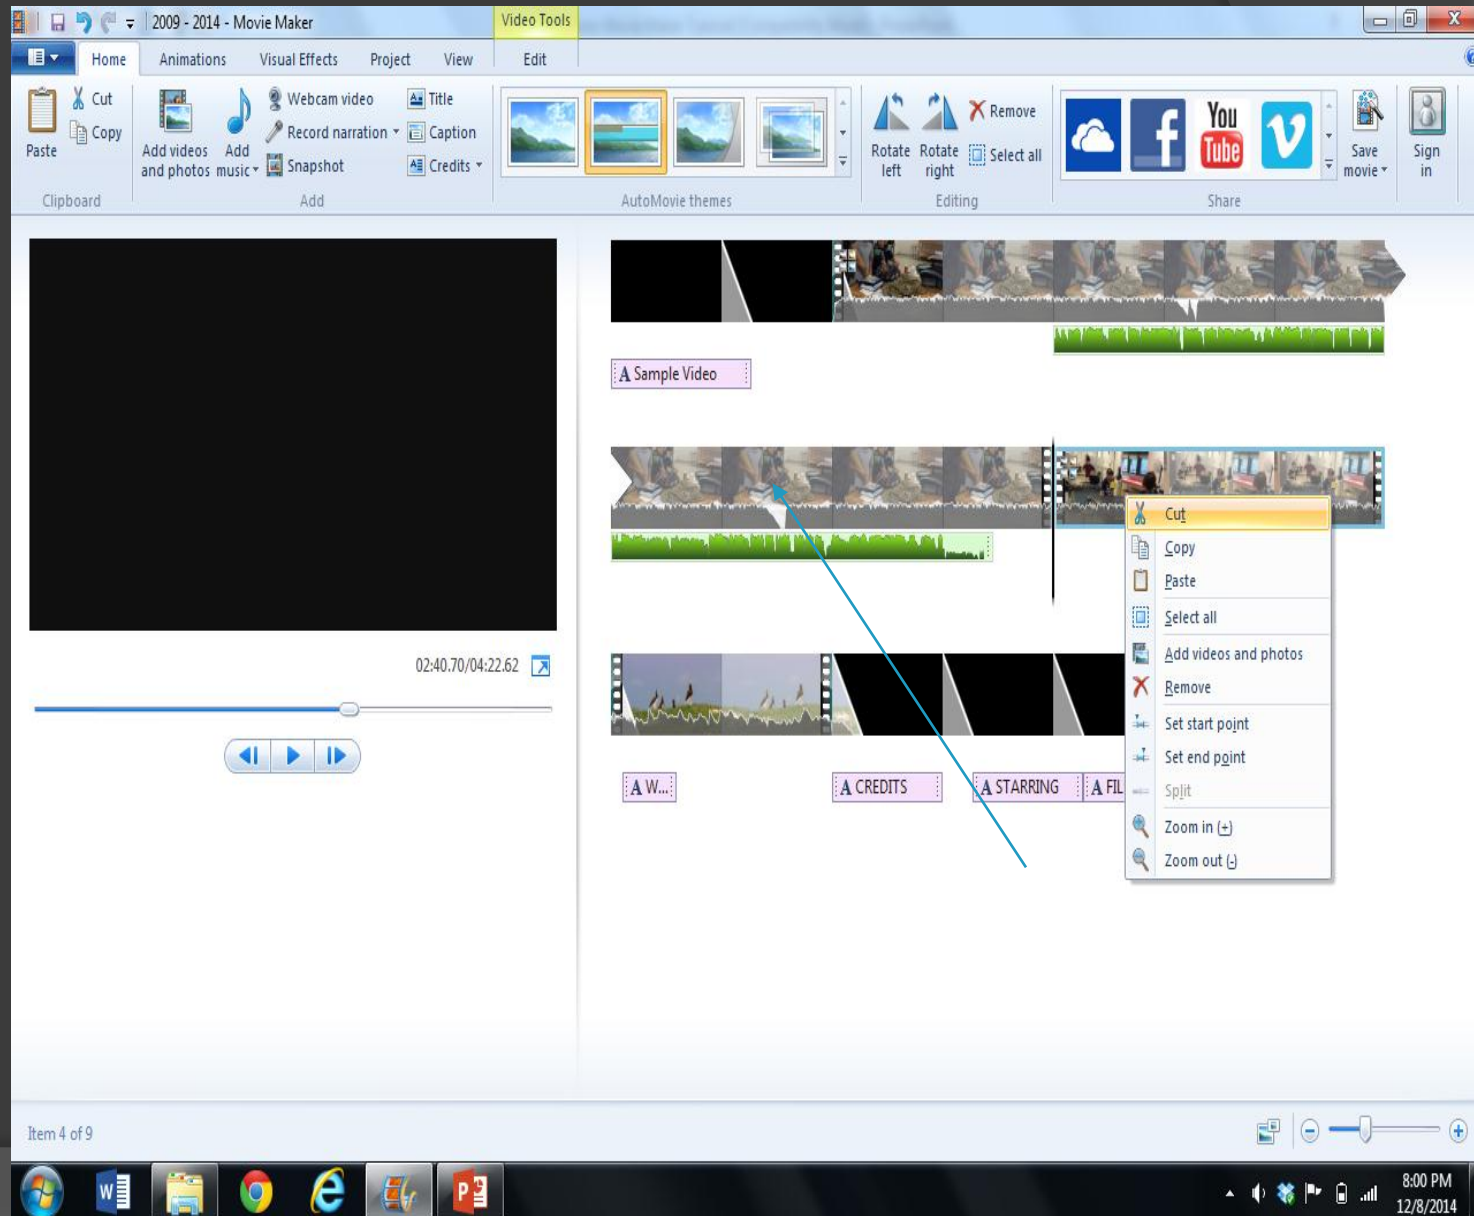 2009 - 2014 - Movie Maker
Video Tools
Home Animations Visual Effects Project View Edit
Paste
Cut
Copy
Clipboard
Add videos and photos
Add music
Webcam video
Record narration
Snapshot
Title
Caption
Credits
Add
AutoMovie themes
Rotate left
Rotate right
Remove
Select all
Editing
f
You
Tube
v
Share
Save movie
Sign in
A Sample Video
02:40.70/04:22.62
A W...
A CREDITS
A STARRING
A FIL
Cut
Copy
Paste
Select all
Add videos and photos
Remove
Set start point
Set end point
Split
Zoom in (+)
Zoom out (-)
Item 4 of 9
W
P
8:00 PM
12/8/2014